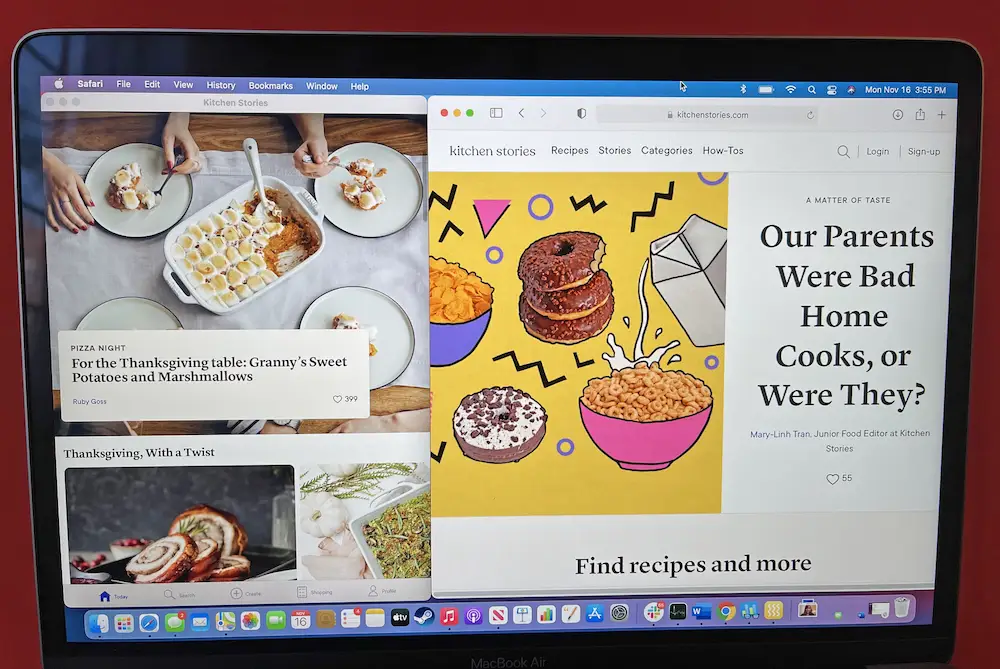 Safari File Edit View History Bookmarks Window Help
Mon Nov 16 3:55 PM
Kitchen Stories
PIZZA NIGHT
For the Thanksgiving table: Granny's Sweet
Potatoes and Marshmallows
Ruby Goss
399
Thanksgiving, With a Twist
Today
Search
Create
Shopping
Profile
kitchenstories.com
kitchen stories Recipes Stories Categories How-Tos
Login Sign-up
A MATTER OF TASTE
Our Parents
Were Bad
Home
Cooks, or
Were They?
Mary-Linh Tran, Junior Food Editor at Kitchen
Stories
55
Find recipes and more
NOV
16
tv
MacBook Air